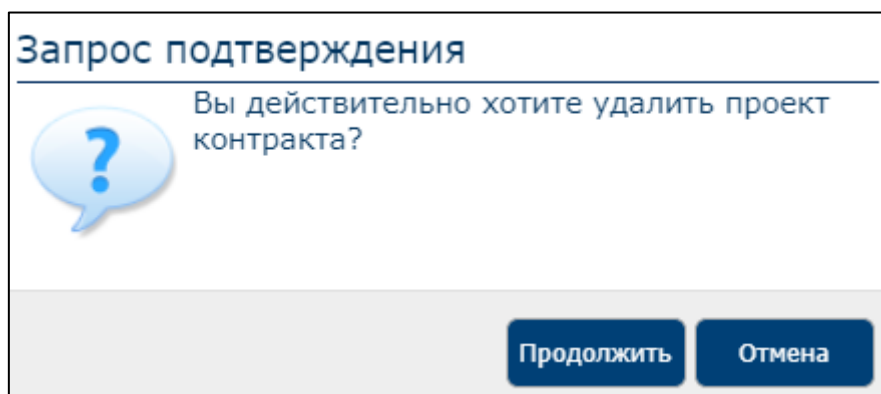 Запрос подтверждения
Вы действительно хотите удалить проект
контракта?
Продолжить Отмена